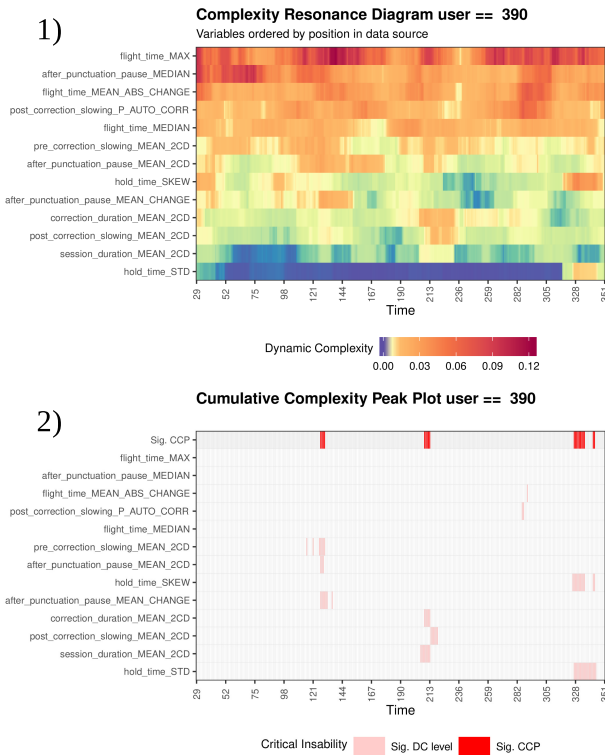 1)
Complexity Resonance Diagram user == 390
Variables ordered by position in data source
flight_time_MAX
after_punctuation_pause_MEDIAN
flight_time_MEAN_ABS_CHANGE
post_correction_slowing_P_AUTO_CORR
flight_time_MEDIAN
pre_correction_slowing_MEAN_2CD
after_punctuation_pause_MEAN_2CD
hold_time_SKEW
after_punctuation_pause_MEAN_CHANGE
correction_duration_MEAN_2CD
post_correction_slowing_MEAN_2CD
session_duration_MEAN_2CD
hold_time_STD
29 52 75 98 121 144 167 190 213 236 259 282 305 328 351
Time
Dynamic Complexity
0.00 0.03 0.06 0.09 0.12
2)
Cumulative Complexity Peak Plot user == 390
Sig. CCP
flight_time_MAX
after_punctuation_pause_MEDIAN
flight_time_MEAN_ABS_CHANGE
post_correction_slowing_P_AUTO_CORR
flight_time_MEDIAN
pre_correction_slowing_MEAN_2CD
after_punctuation_pause_MEAN_2CD
hold_time_SKEW
after_punctuation_pause_MEAN_CHANGE
correction_duration_MEAN_2CD
post_correction_slowing_MEAN_2CD
session_duration_MEAN_2CD
hold_time_STD
29 52 75 98 121 144 167 190 213 236 259 282 305 328 351
Time
Critical Insability Sig. DC level Sig. CCP